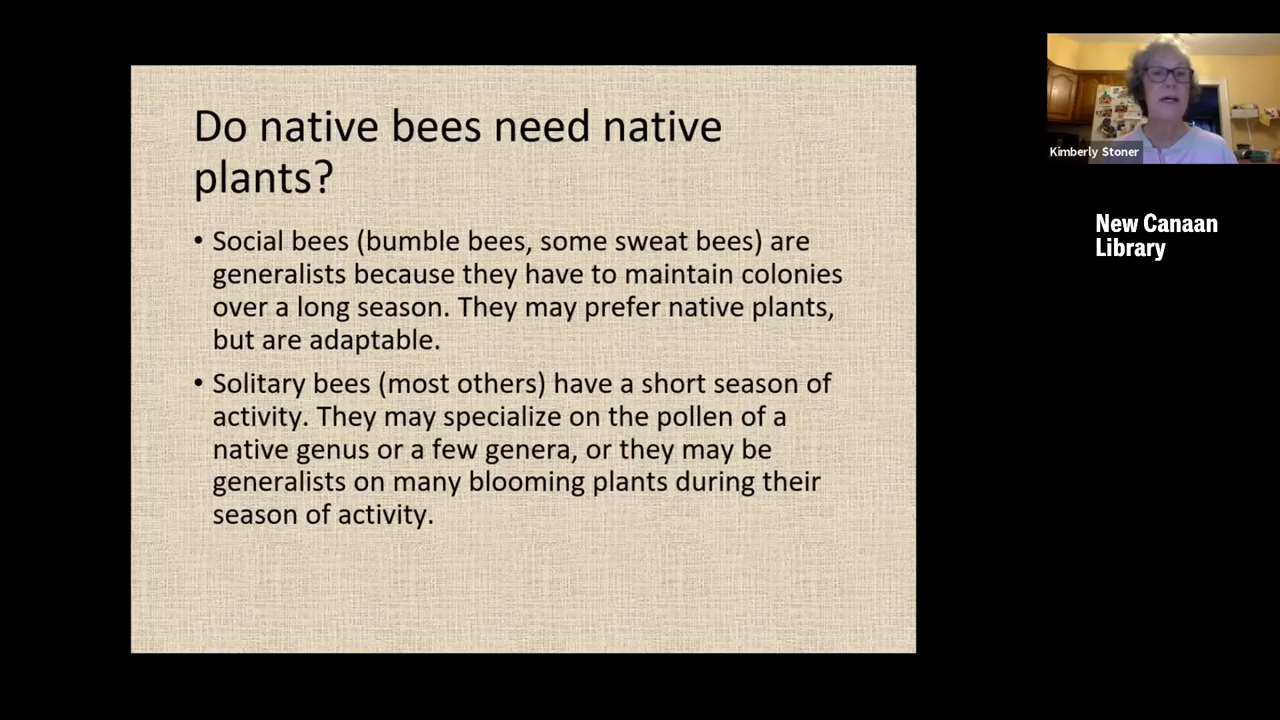 Do native bees need native
plants?
• Social bees (bumble bees, some sweat bees) are
generalists because they have to maintain colonies
over a long season. They may prefer native plants,
but are adaptable.
• Solitary bees (most others) have a short season of
activity. They may specialize on the pollen of a
native genus or a few genera, or they may be
generalists on many blooming plants during their
season of activity.
Kimberly Stoner
New Canaan
Library